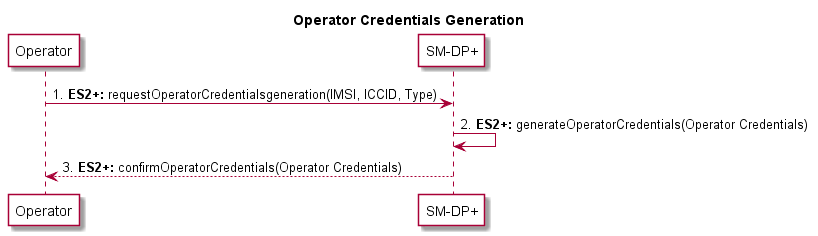 Operator Credentials Generation
Operator
SM-DP+
1. ES2+: requestOperatorCredentialsgeneration(IMSI, ICCID, Type)
2. ES2+: generateOperatorCredentials(Operator Credentials)
3. ES2+: confirmOperatorCredentials(Operator Credentials)
Operator
SM-DP+